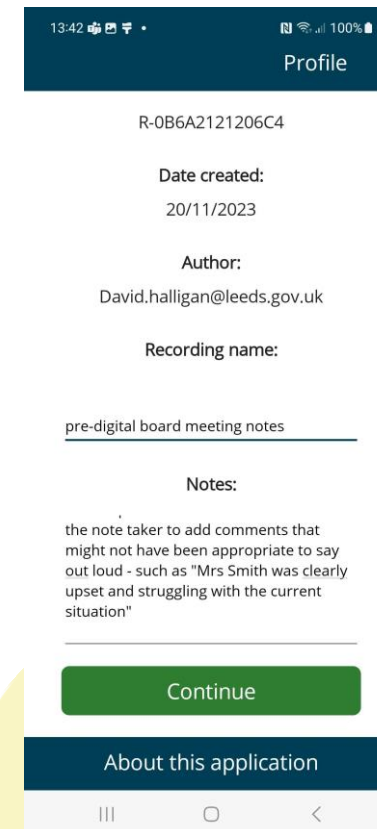 13:42
100%
Profile
R-0B6A2121206C4
Date created:
20/11/2023
Author:
David.halligan@leeds.gov.uk
Recording name:
pre-digital board meeting notes
Notes:
the note taker to add comments that
might not have been appropriate to say
out loud - such as "Mrs Smith was clearly
upset and struggling with the current
situation"
Continue
About this application